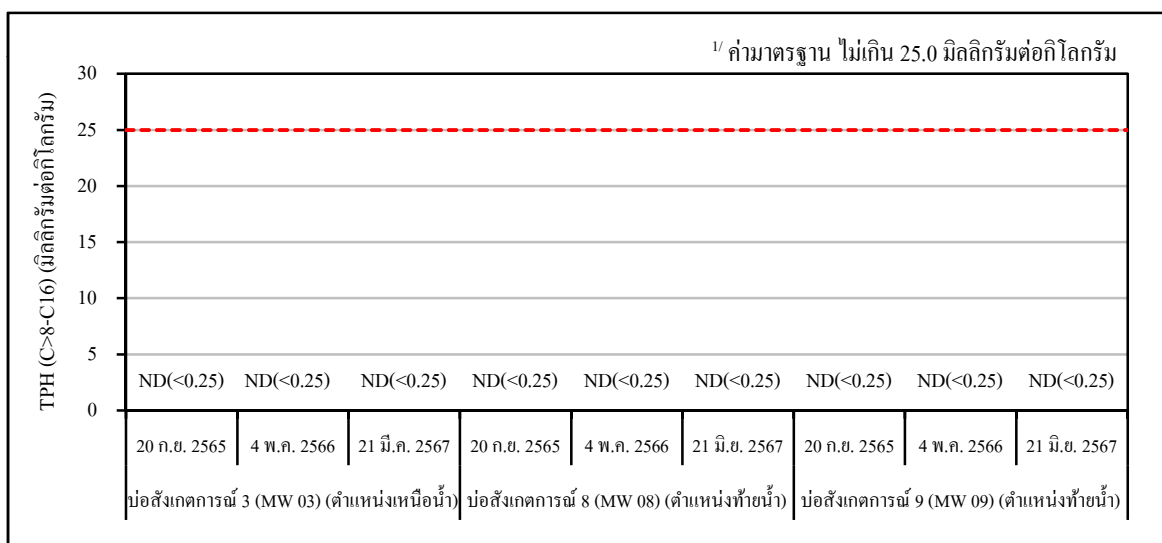 1/ ค่ามาตรฐาน ไม่เกิน 25.0 มิลลิกรัมต่อกิโลกรัม
TPH (C>8-C16) (มิลลิกรัมต่อกิโลกรัม)
30
25
20
15
10
5
0
ND(<0.25) ND(<0.25) ND(<0.25) ND(<0.25) ND(<0.25) ND(<0.25) ND(<0.25) ND(<0.25) ND(<0.25)
20 ก.ย. 2565 4 พ.ค. 2566 21 มี.ค. 2567 20 ก.ย. 2565 4 พ.ค. 2566 21 มิ.ย. 2567 20 ก.ย. 2565 4 พ.ค. 2566 21 มิ.ย. 2567
บ่อสังเกตการณ์ 3 (MW 03) (ตำแหน่งเหนือน้ำ) บ่อสังเกตการณ์ 8 (MW 08) (ตำแหน่งท้ายน้ำ) บ่อสังเกตการณ์ 9 (MW 09) (ตำแหน่งท้ายน้ำ)